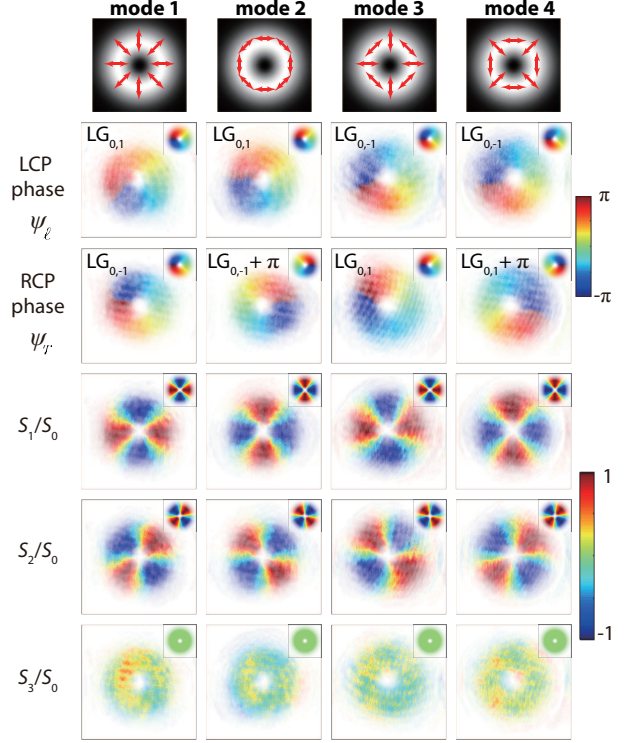 mode 1 mode 2 mode 3 mode 4
LCP phase ψℓ
LG0,1 LG0,1 LG0,-1 LG0,-1
π
-π
RCP phase ψr
LG0,-1 LG0,-1 + π LG0,1 LG0,1 + π
S1/S0
1
-1
S2/S0
S3/S0